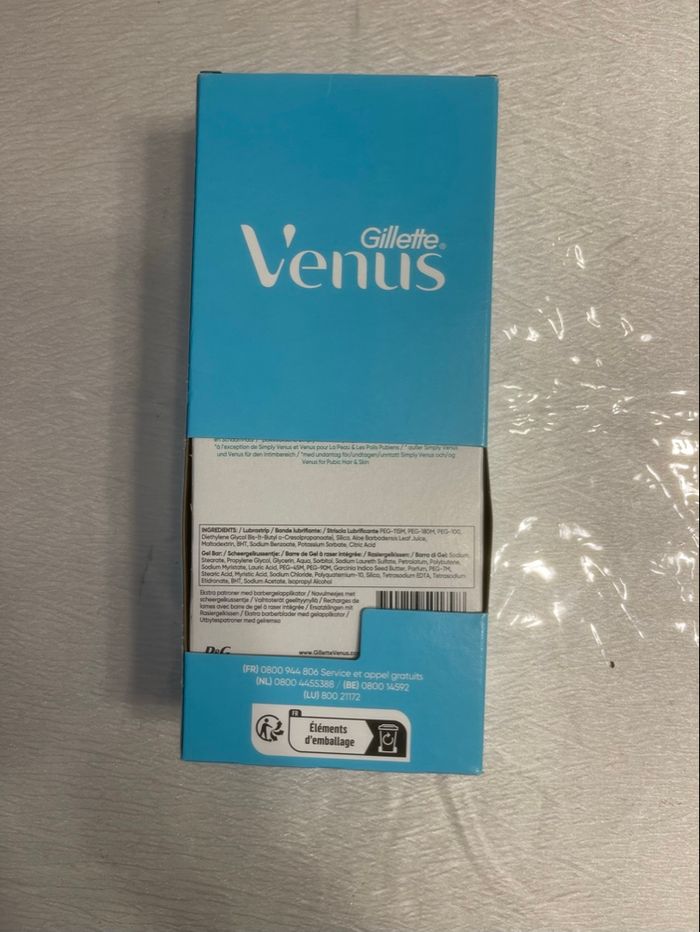 Gillette®
Venus
*à l'exception de Simply Venus et Venus pour La Peau & Les Poils Pubiens / *außer Simply Venus
und Venus für den Intimbereich / *med undantag för/undtagen/unntatt Simply Venus och/og
Venus for Pubic Hair & Skin
INGREDIENTS: / Lubrastrip / Bande lubrifiante: / Striscia Lubrificante PEG-115M, PEG-180M, PEG-100,
Diethylene Glycol Bis-(t-Butyl o-Cresolpropanoate), Silica, Aloe Barbadensis Leaf Juice,
Maltodextrin, BHT, Sodium Benzoate, Potassium Sorbate, Citric Acid
Gel Bar: / Scheergelkussentje: / Barre de Gel à raser intégrée: / Rasiergelkissen: / Barra di Gel: Sodium
Stearate, Propylene Glycol, Glycerin, Aqua, Sorbitol, Sodium Laureth Sulfate, Petrolatum, Polybutene,
Sodium Myristate, Lauric Acid, PEG-45M, PEG-90M, Garcinia Indica Seed Butter, Parfum, PEG-7M,
Stearic Acid, Myristic Acid, Sodium Chloride, Polyquaternium-10, Silica, Tetrasodium EDTA, Tetrasodium
Etidronate, BHT, Sodium Acetate, Isopropyl Alcohol
Ekstra patroner med barbergelapplikator / Navulmesjes met
scheergelkussentje / Vaihtoterät geelityynyllä / Recharges de
lames avec barre de gel à raser intégrée / Ersatzklingen mit
Rasiergelkissen / Ekstra barberblader med gelapplikator /
Utbytespatroner med gelremsa
P&G
www.GilletteVenus.co
(FR) 0800 944 806 Service et appel gratuits
(NL) 0800 4455388 / (BE) 0800 14592
(LU) 800 21172
FR
Éléments
d'emballage